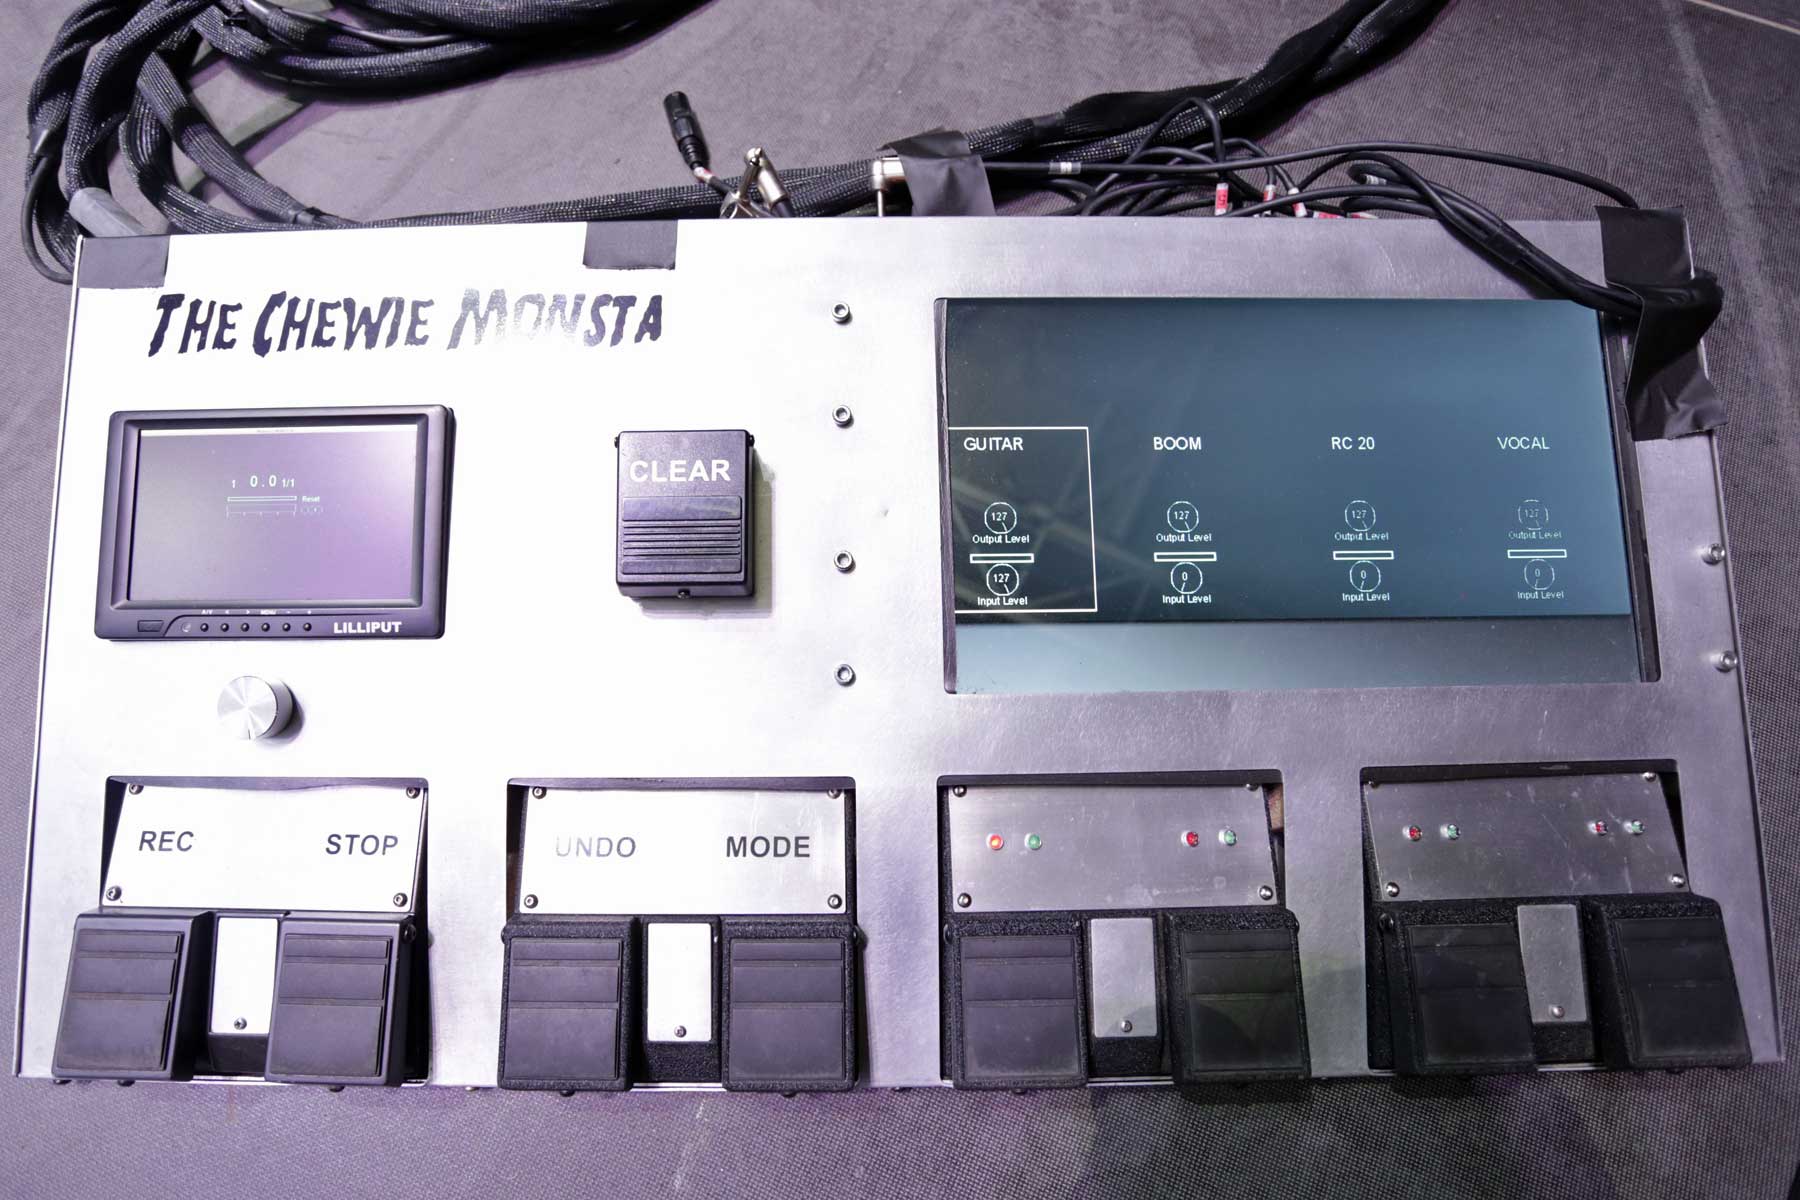 THE CHEWIE MONSTA
1 0.0 1/1
Reset
A/V < > MENU - +
LILLIPUT
CLEAR
GUITAR BOOM RC 20 VOCAL
127 127 127 127
Output Level Output Level Output Level Output Level
127 0 0 0
Input Level Input Level Input Level Input Level
REC STOP
UNDO MODE